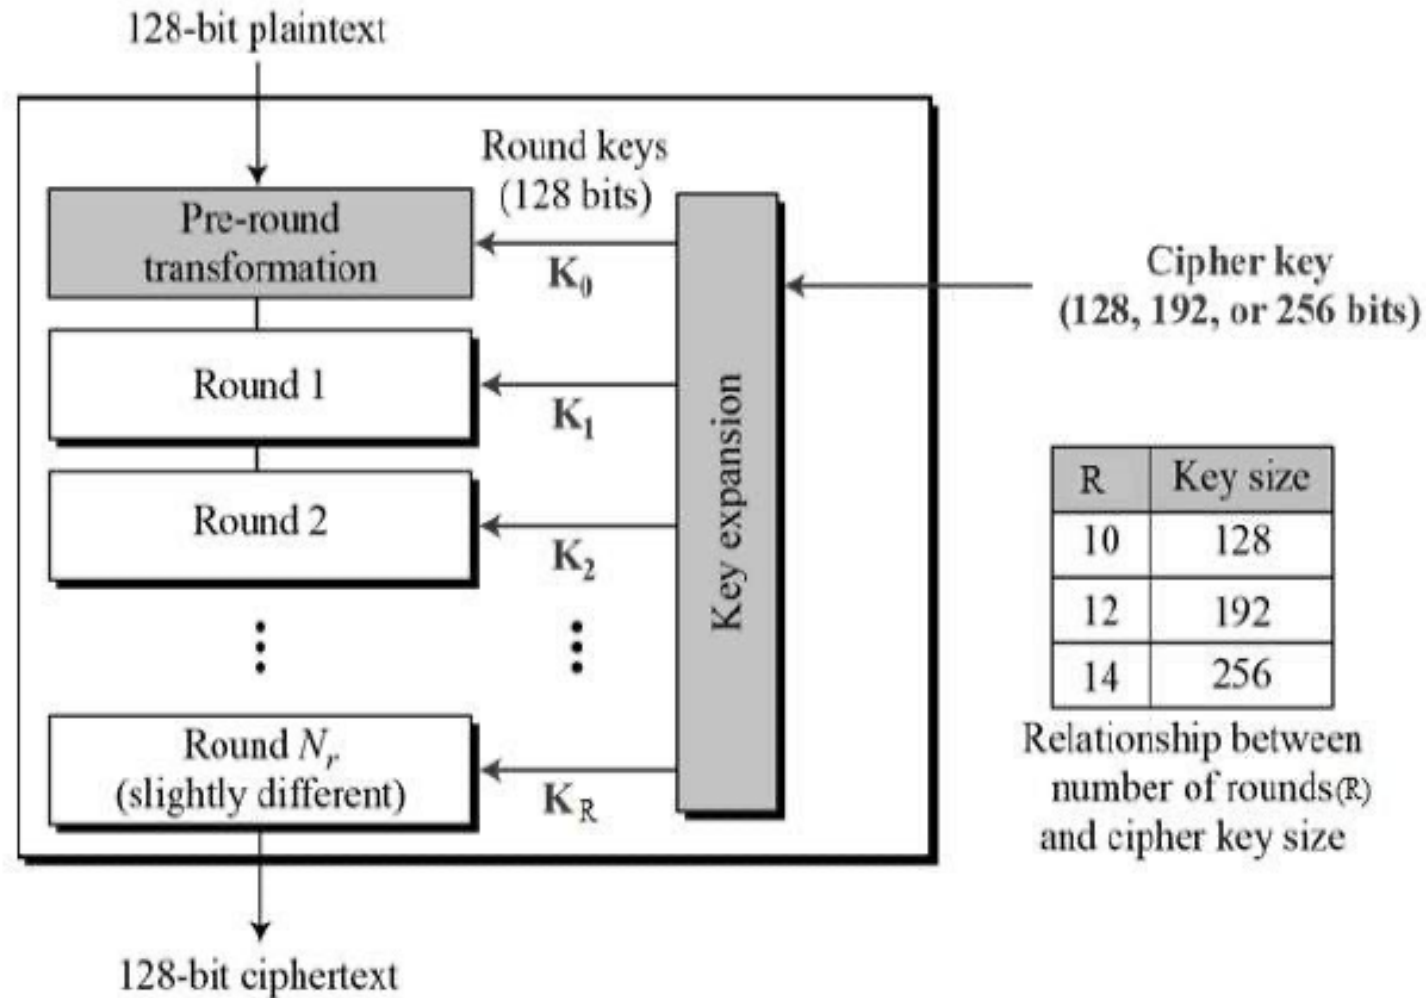 128-bit plaintext
Round keys
(128 bits)
Pre-round
transformation
K0
Cipher key
(128, 192, or 256 bits)
Round 1
K1
Key expansion
Round 2
K2
R Key size
10 128
12 192
14 256
Round Nr
(slightly different)
KR
Relationship between
number of rounds(R)
and cipher key size
128-bit ciphertext